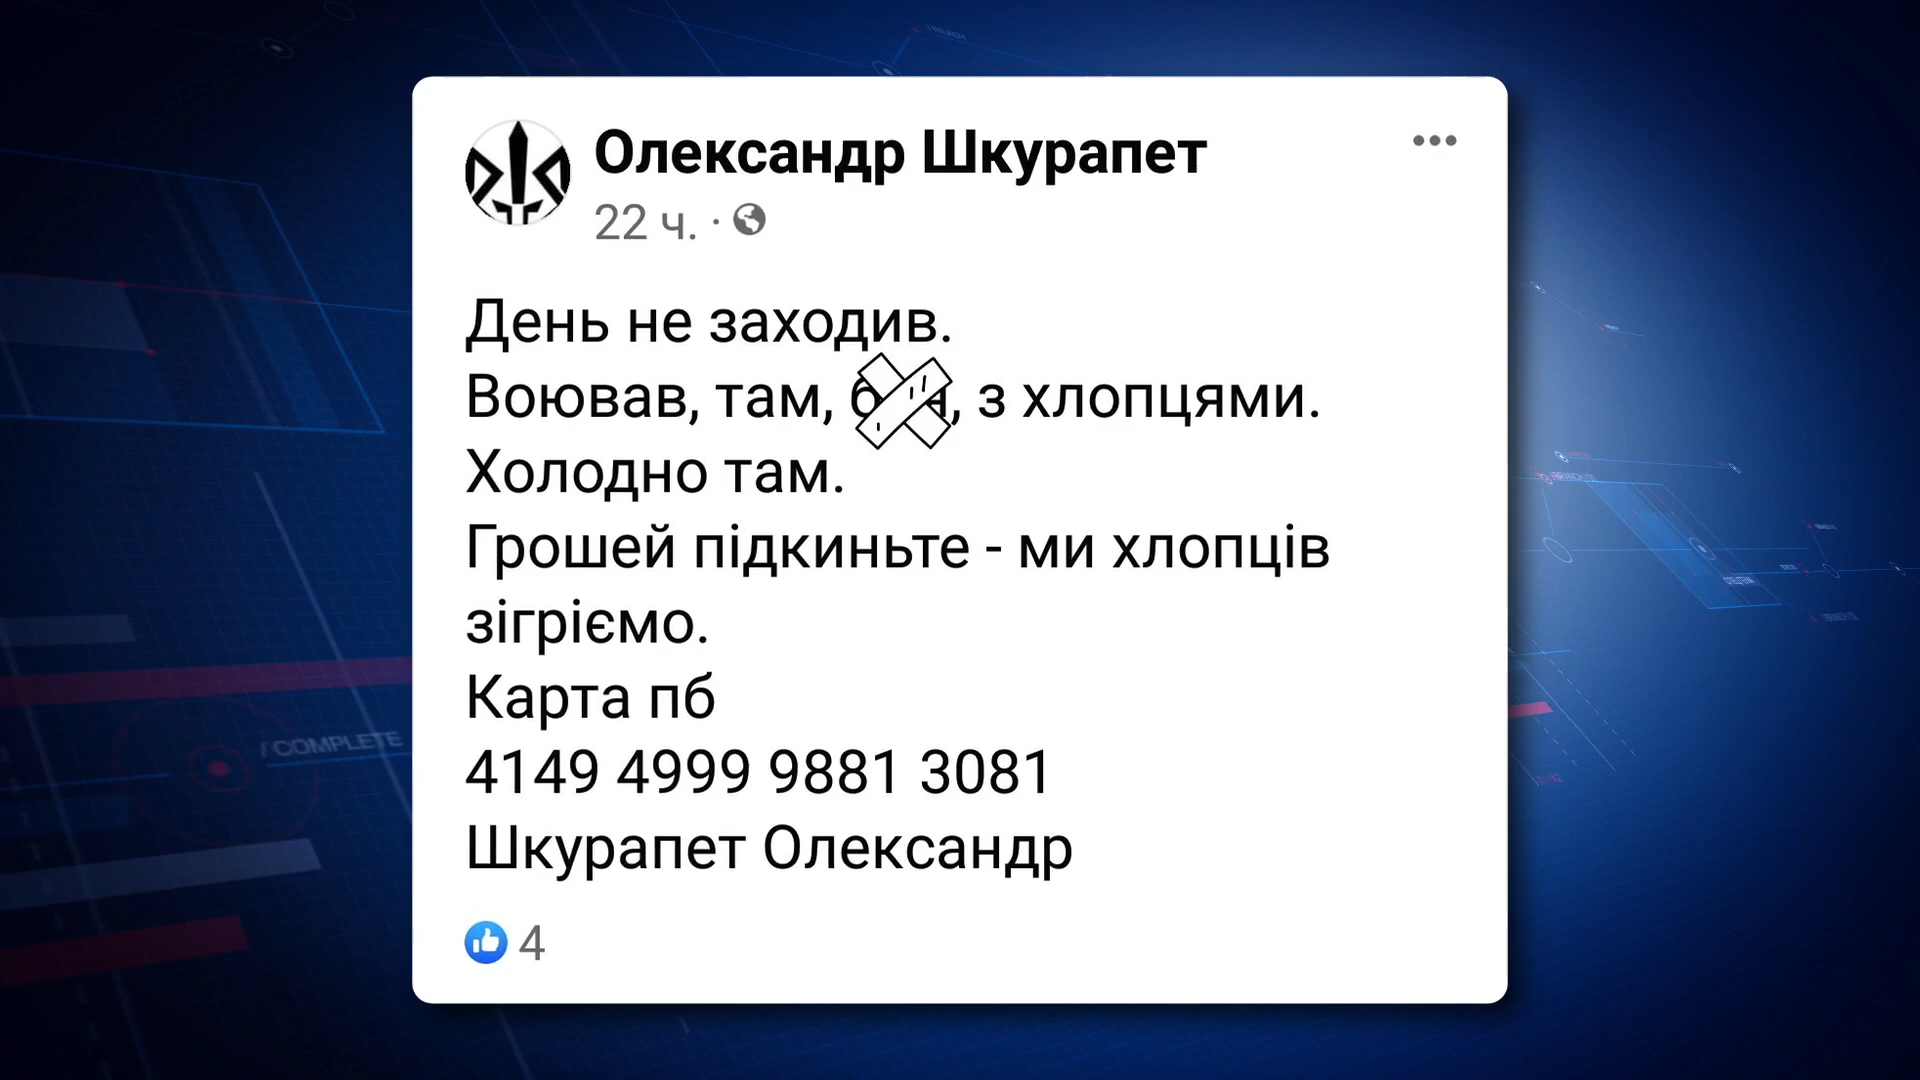 Олександр Шкурапет
22 ч. ·
День не заходив.
Воював, там, з хлопцями.
Холодно там.
Грошей підкиньте - ми хлопців
зігріємо.
Карта пб
4149 4999 9881 3081
Шкурапет Олександр
4
/ COMPLETE